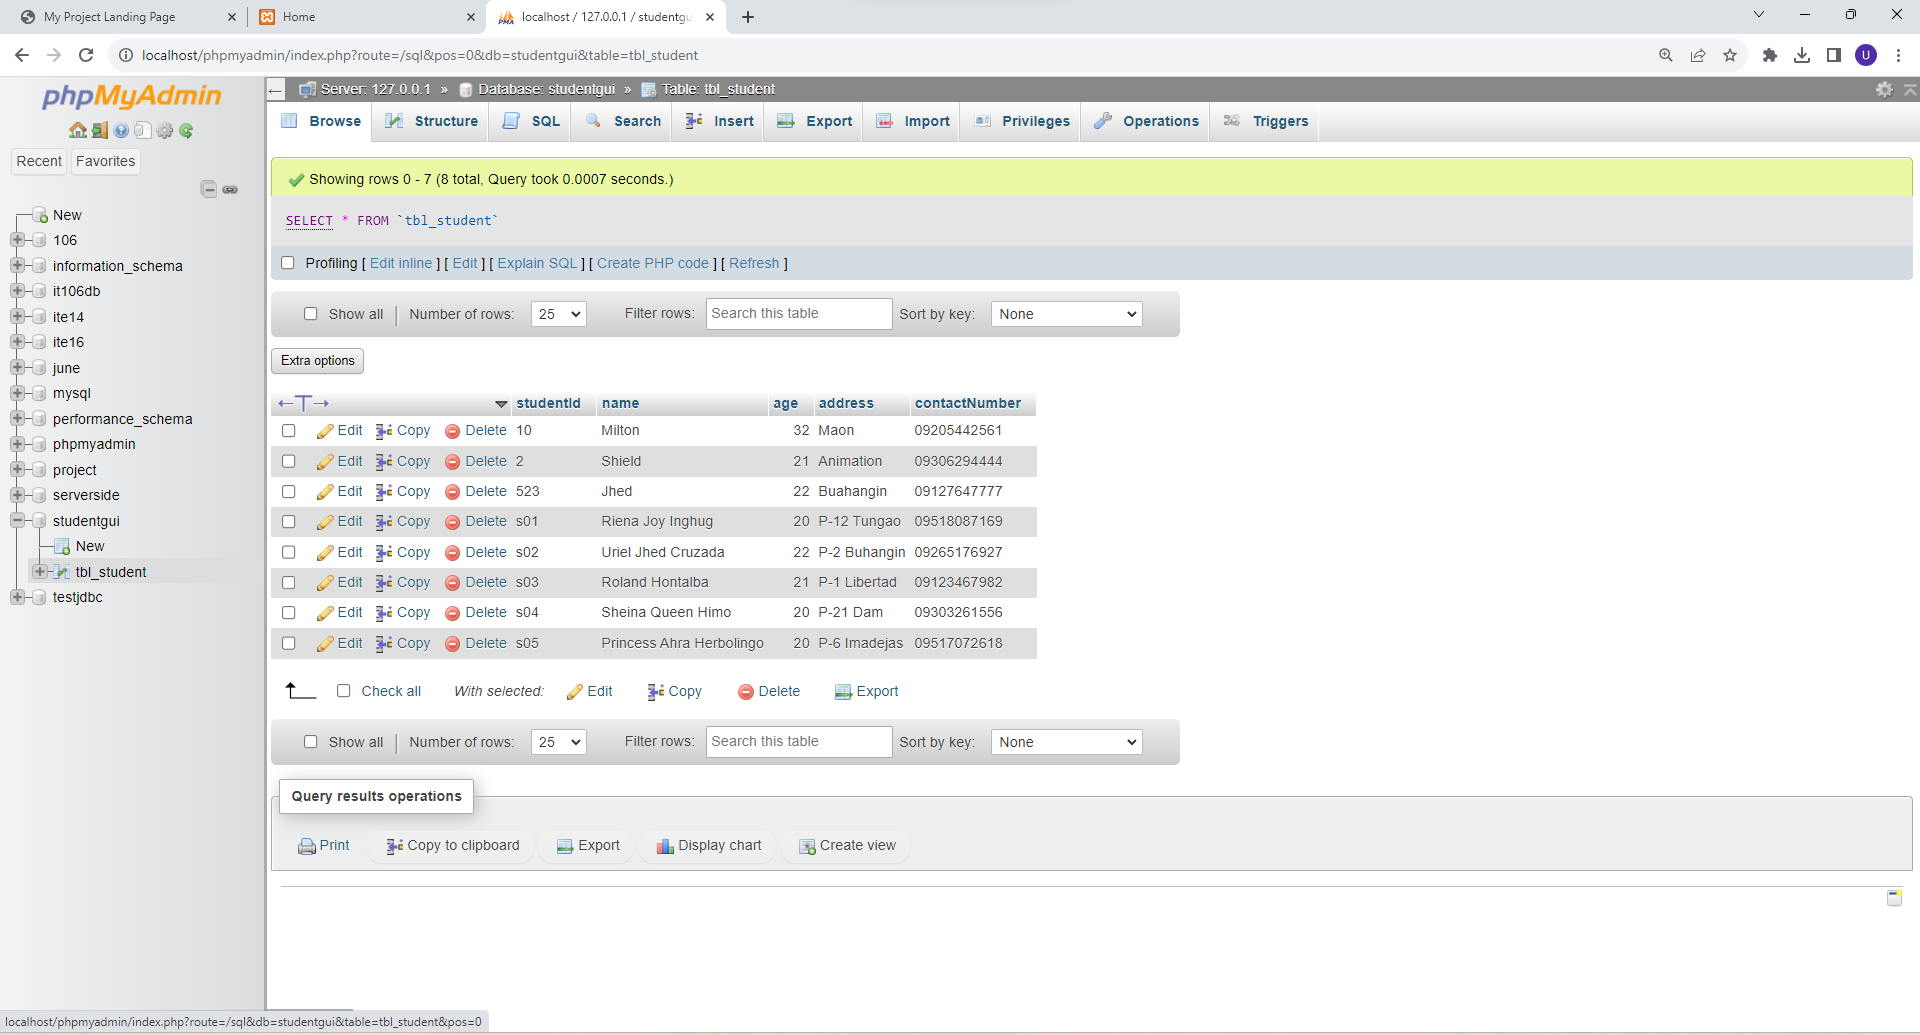 My Project Landing Page
Home
localhost / 127.0.0.1 / studentgu
localhost/phpmyadmin/index.php?route=/sql&pos=0&db=studentgui&table=tbl_student
U
phpMyAdmin
Recent Favorites
New
106
information_schema
it106db
ite14
ite16
june
mysql
performance_schema
phpmyadmin
project
serverside
studentgui
New
tbl_student
testjdbc
Server: 127.0.0.1 » Database: studentgui » Table: tbl_student
Browse Structure SQL Search Insert Export Import Privileges Operations Triggers
Showing rows 0 - 7 (8 total, Query took 0.0007 seconds.)
SELECT * FROM `tbl_student`
Profiling [ Edit inline ] [ Edit ] [ Explain SQL ] [ Create PHP code ] [ Refresh ]
Show all | Number of rows: 25 Filter rows: Search this table Sort by key: None
Extra options
studentId name age address contactNumber
Edit Copy Delete 10 Milton 32 Maon 09205442561
Edit Copy Delete 2 Shield 21 Animation 09306294444
Edit Copy Delete 523 Jhed 22 Buahangin 09127647777
Edit Copy Delete s01 Riena Joy Inghug 20 P-12 Tungao 09518087169
Edit Copy Delete s02 Uriel Jhed Cruzada 22 P-2 Buhangin 09265176927
Edit Copy Delete s03 Roland Hontalba 21 P-1 Libertad 09123467982
Edit Copy Delete s04 Sheina Queen Himo 20 P-21 Dam 09303261556
Edit Copy Delete s05 Princess Ahra Herbolingo 20 P-6 Imadejas 09517072618
Check all With selected: Edit Copy Delete Export
Show all | Number of rows: 25 Filter rows: Search this table Sort by key: None
Query results operations
Print Copy to clipboard Export Display chart Create view
localhost/phpmyadmin/index.php?route=/sql&db=studentgui&table=tbl_student&pos=0